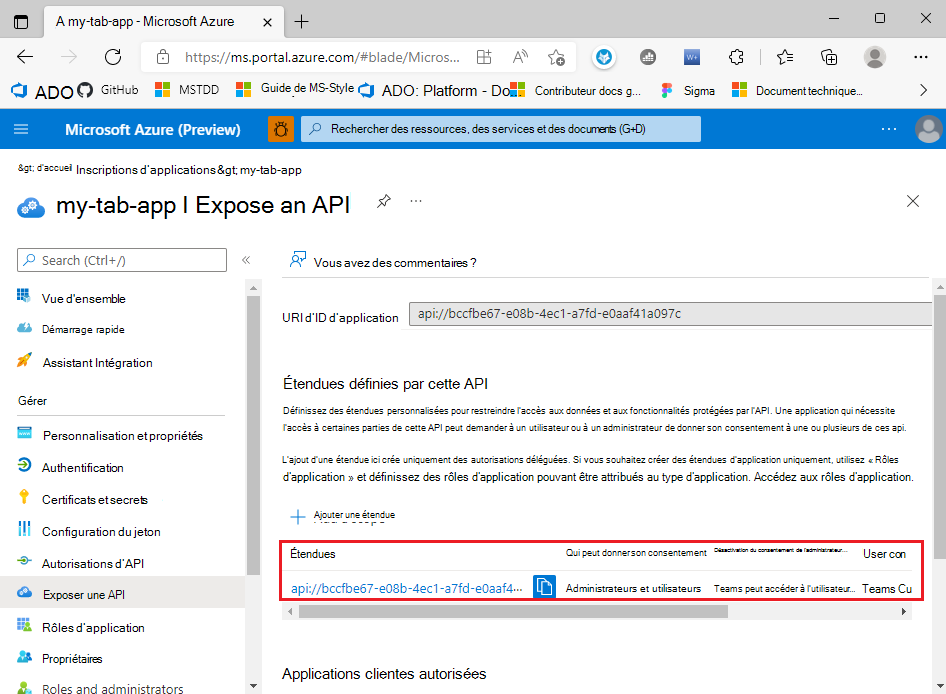 A my-tab-app - Microsoft Azure
https://ms.portal.azure.com/#blade/Micros...
ADO GitHub MSTDD Guide de MS-Style ADO: Platform - Do... Contributeur docs g... Sigma Document technique...
Microsoft Azure (Preview) Rechercher des ressources, des services et des documents (G+D)
&gt; d'accueil Inscriptions d'applications &gt; my-tab-app
my-tab-app | Expose an API
Search (Ctrl+/)
Vue d'ensemble
Démarrage rapide
Assistant Intégration
Gérer
Personnalisation et propriétés
Authentification
Certificats et secrets
Configuration du jeton
Autorisations d'API
Exposer une API
Rôles d'application
Propriétaires
Roles and administrators
Vous avez des commentaires ?
URI d'ID d'application api://bccfbe67-e08b-4ec1-a7fd-e0aaf41a097c
Étendues définies par cette API
Définissez des étendues personnalisées pour restreindre l'accès aux données et aux fonctionnalités protégées par l'API. Une application qui nécessite
l'accès à certaines parties de cette API peut demander à un utilisateur ou à un administrateur de donner son consentement à une ou plusieurs de ces api.
L'ajout d'une étendue ici crée uniquement des autorisations déléguées. Si vous souhaitez créer des étendues d'application uniquement, utilisez « Rôles
d'application » et définissez des rôles d'application pouvant être attribués au type d'application. Accédez aux rôles d'application.
Ajouter une étendue
Étendues Qui peut donner son consentement Désactivation du consentement de l'administrateur... User con
api://bccfbe67-e08b-4ec1-a7fd-e0aaf4... Administrateurs et utilisateurs Teams peut accéder à l'utilisateur... Teams Cu
Applications clientes autorisées